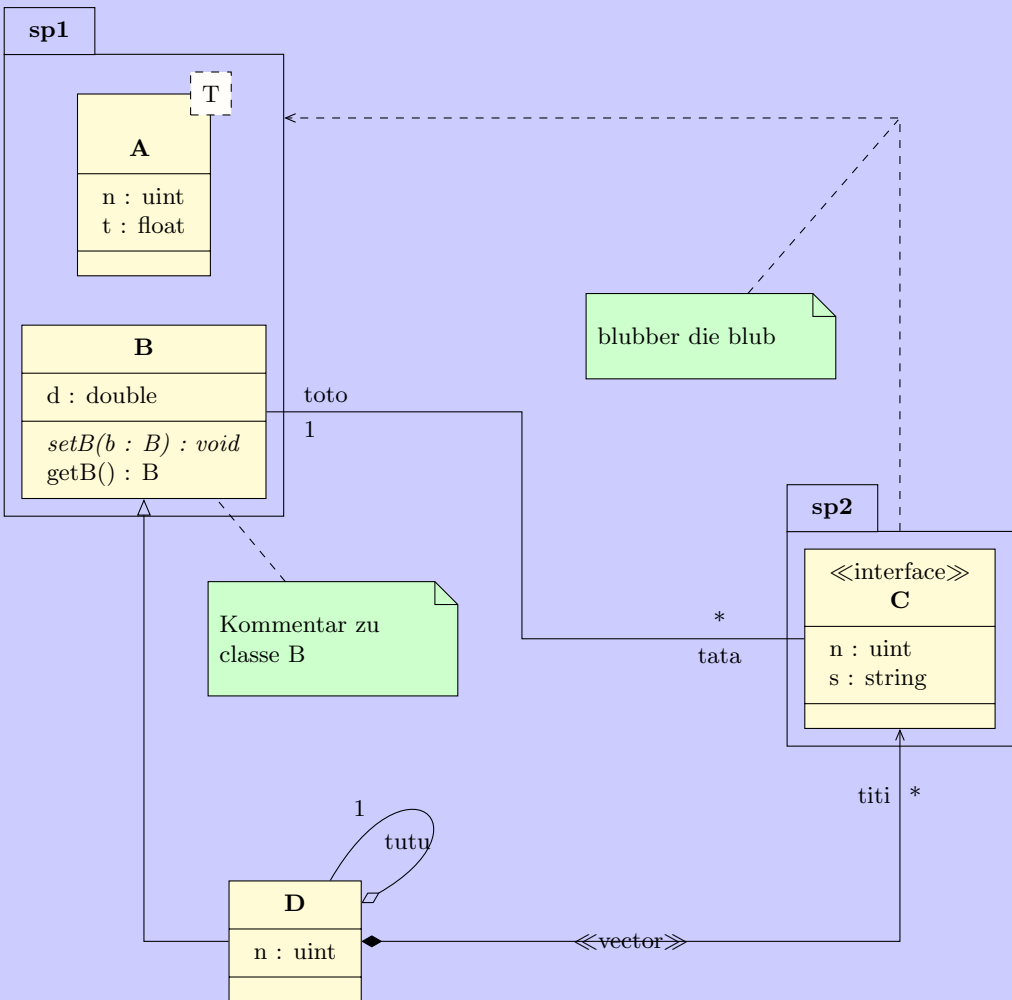 sp1
T
A
n : uint
t : float
B
d : double
setB(b : B) : void
getB() : B
toto
1
blubber die blub
Kommentar zu
classe B
sp2
≪interface≫
C
n : uint
s : string
*
tata
titi
*
1
tutu
D
n : uint
≪vector≫